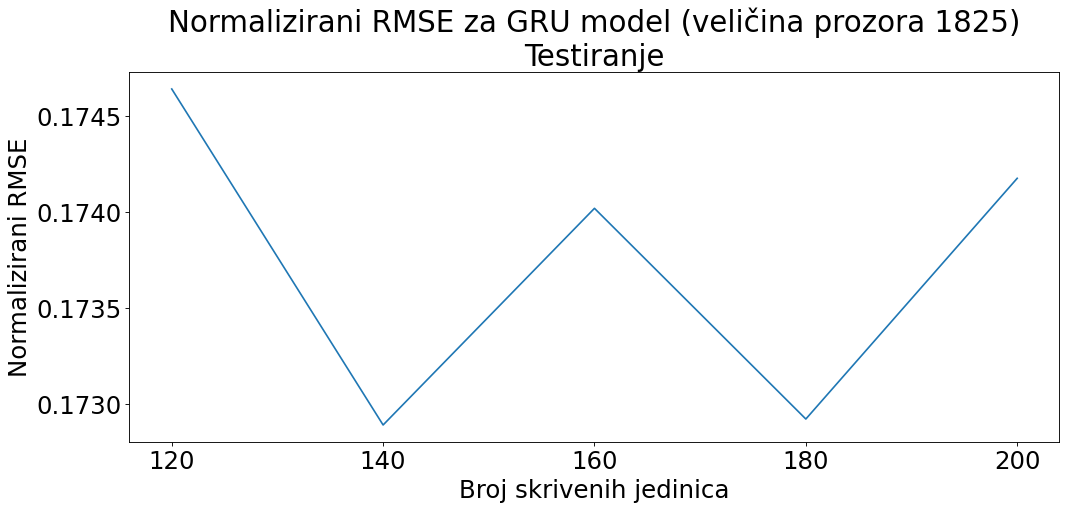 Normalizirani RMSE za GRU model (veličina prozora 1825)
Testiranje
Normalizirani RMSE
0.1745
0.1740
0.1735
0.1730
120 140 160 180 200
Broj skrivenih jedinica